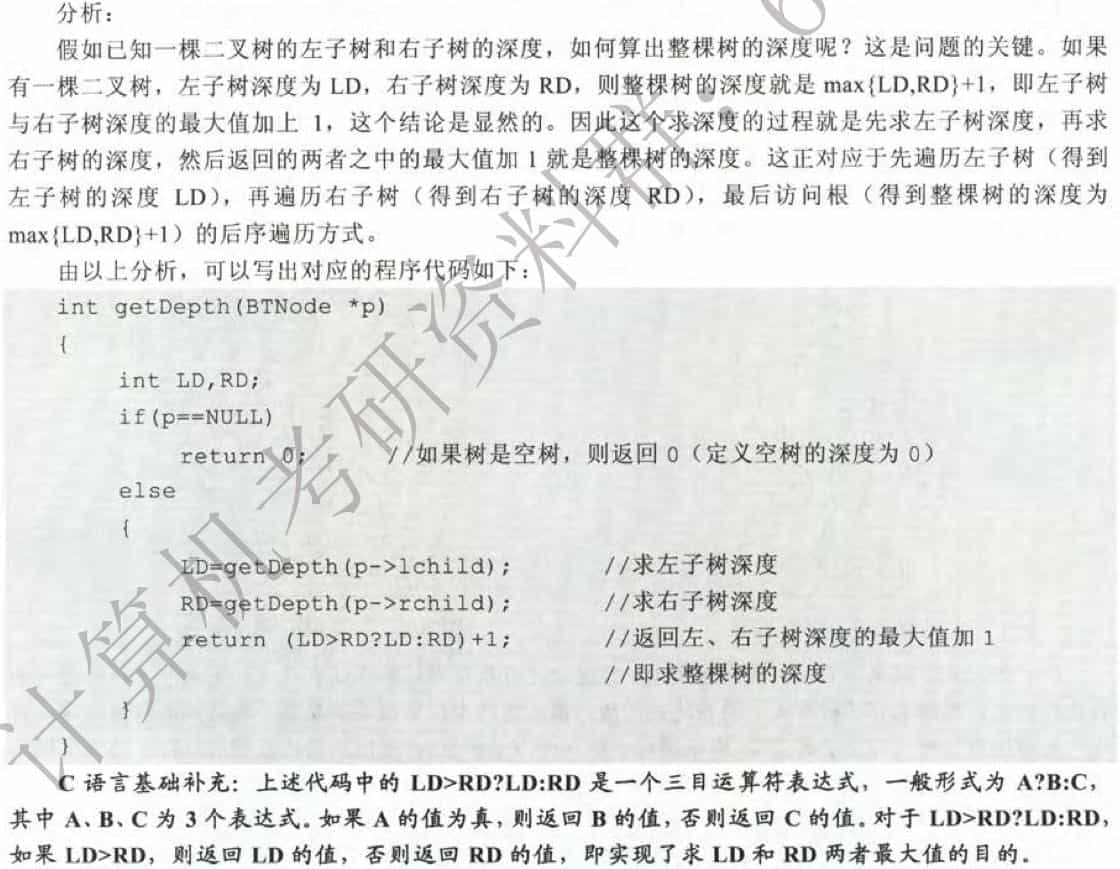 分析：
假如已知一棵二叉树的左子树和右子树的深度，如何算出整棵树的深度呢？这是问题的关键。如果
有一棵二叉树，左子树深度为 LD，右子树深度为 RD，则整棵树的深度就是 max{LD,RD}+1，即左子树
与右子树深度的最大值加上 1，这个结论是显然的。因此这个求深度的过程就是先求左子树深度，再求
右子树的深度，然后返回的两者之中的最大值加 1 就是整棵树的深度。这正对应于先遍历左子树（得到
左子树的深度 LD），再遍历右子树（得到右子树的深度 RD），最后访问根（得到整棵树的深度为
max{LD,RD}+1）的后序遍历方式。
由以上分析，可以写出对应的程序代码如下：
int getDepth(BTNode *p)
{
int LD,RD;
if(p==NULL)
return 0; //如果树是空树，则返回 0（定义空树的深度为 0）
else
{
LD=getDepth(p->lchild); //求左子树深度
RD=getDepth(p->rchild); //求右子树深度
return (LD>RD?LD:RD)+1; //返回左、右子树深度的最大值加 1
//即求整棵树的深度
}
}
C 语言基础补充：上述代码中的 LD>RD?LD:RD 是一个三目运算符表达式，一般形式为 A?B:C，
其中 A、B、C 为 3 个表达式。如果 A 的值为真，则返回 B 的值，否则返回 C 的值。对于 LD>RD?LD:RD，
如果 LD>RD，则返回 LD 的值，否则返回 RD 的值，即实现了求 LD 和 RD 两者最大值的目的。
计算机考研资料群：6